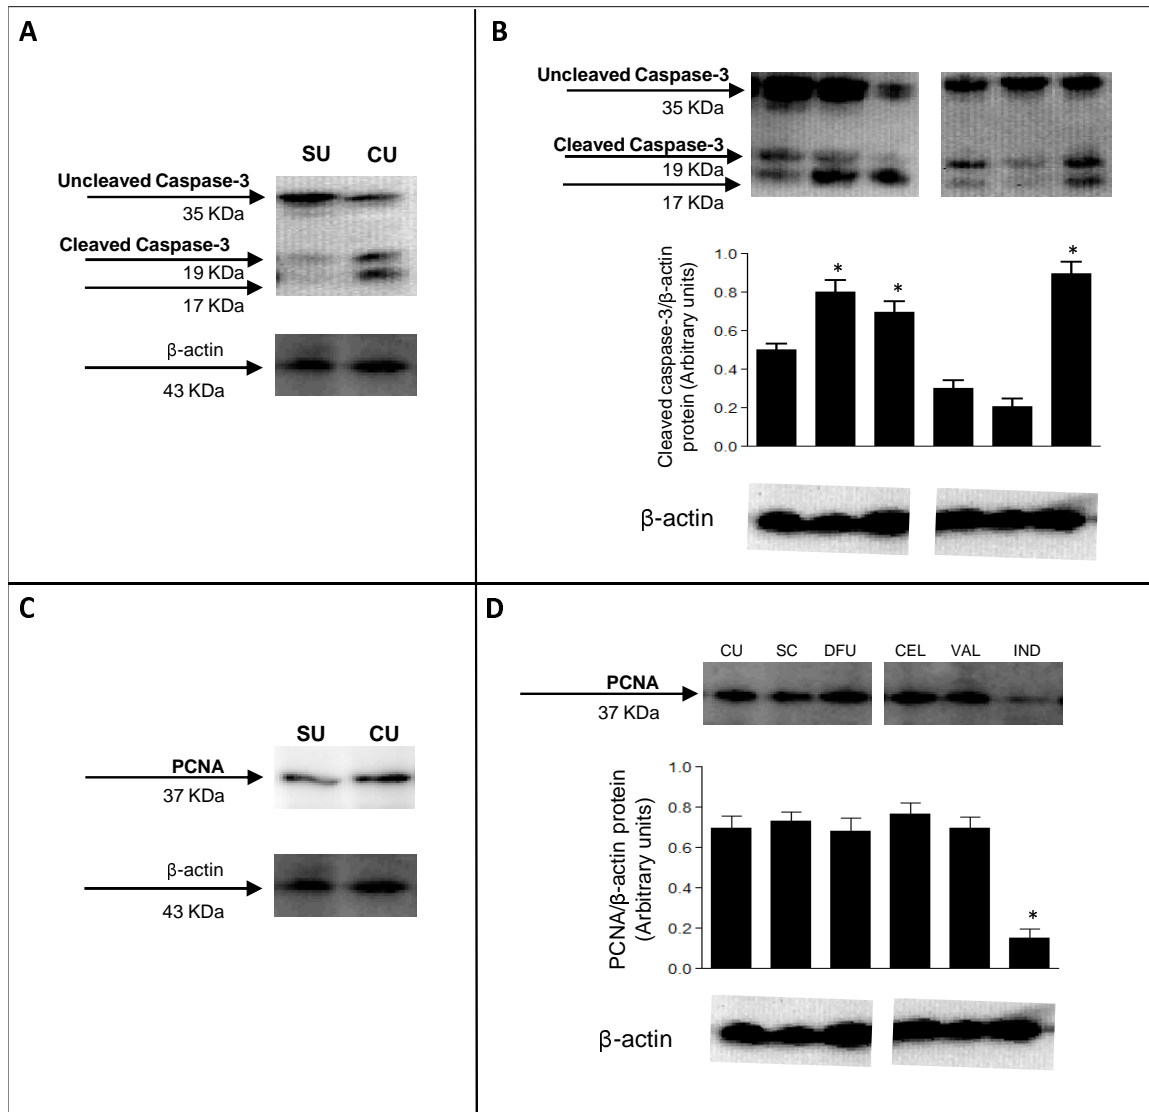 A
SU CU
Uncleaved Caspase-3
35 KDa
Cleaved Caspase-3
19 KDa
17 KDa
β-actin
43 KDa
B
Uncleaved Caspase-3
35 KDa
Cleaved Caspase-3
19 KDa
17 KDa
Cleaved caspase-3/β-actin
protein (Arbitrary units)
1.0
0.8
0.6
0.4
0.2
0.0
*
*
*
β-actin
C
SU CU
PCNA
37 KDa
β-actin
43 KDa
D
CU SC DFU CEL VAL IND
PCNA
37 KDa
PCNA/β-actin protein
(Arbitrary units)
1.0
0.8
0.6
0.4
0.2
0.0
*
β-actin